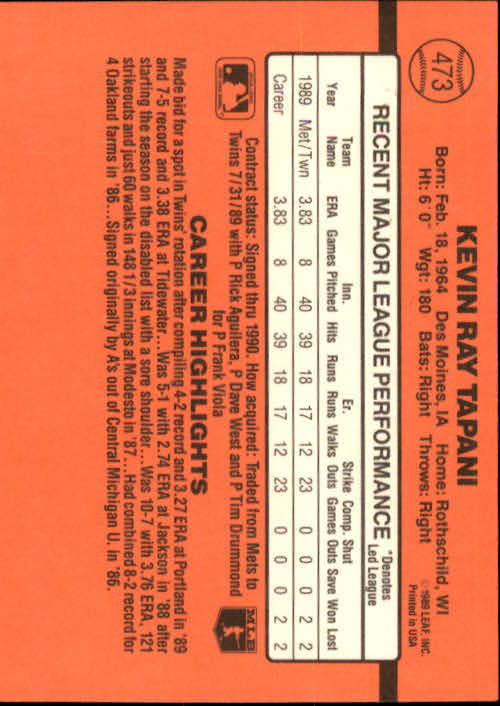 473
KEVIN RAY TAPANI
Born: Feb. 18, 1964 Des Moines, IA Home: Rothschild, WI
Ht: 6'0" Wgt: 180 Bats: Right Throws: Right
©1989 LEAF, INC.
Printed in USA
RECENT MAJOR LEAGUE PERFORMANCE *Denotes
Led League
Team Inn. Er. Strike Comp. Shut
Year Name ERA Games Pitched Hits Runs Runs Walks Outs Games Outs Save Won Lost
1989 Met/Twn 3.83 8 40 39 18 17 12 23 0 0 0 2 2
Career 3.83 8 40 39 18 17 12 23 0 0 0 2 2
Contract status: Signed thru 1990. How acquired: Traded from Mets to
Twins 7/31/89 with P Rick Aguilera, P Dave West and P Tim Drummond
for P Frank Viola
MLB
CAREER HIGHLIGHTS
Made bid for a spot in Twins' rotation after compiling 4-2 record and 3.27 ERA at Portland in '89
and 7-5 record and 3.38 ERA at Tidewater...Was 5-1 with 2.74 ERA at Jackson in '88 after
starting the season on the disabled list with a sore shoulder...Was 10-7 with 3.76 ERA, 121
strikeouts and just 60 walks in 148 1/3 innings at Modesto in '87...Had combined 8-2 record for
4 Oakland farms in '86...Signed originally by A's out of Central Michigan U. in '86.